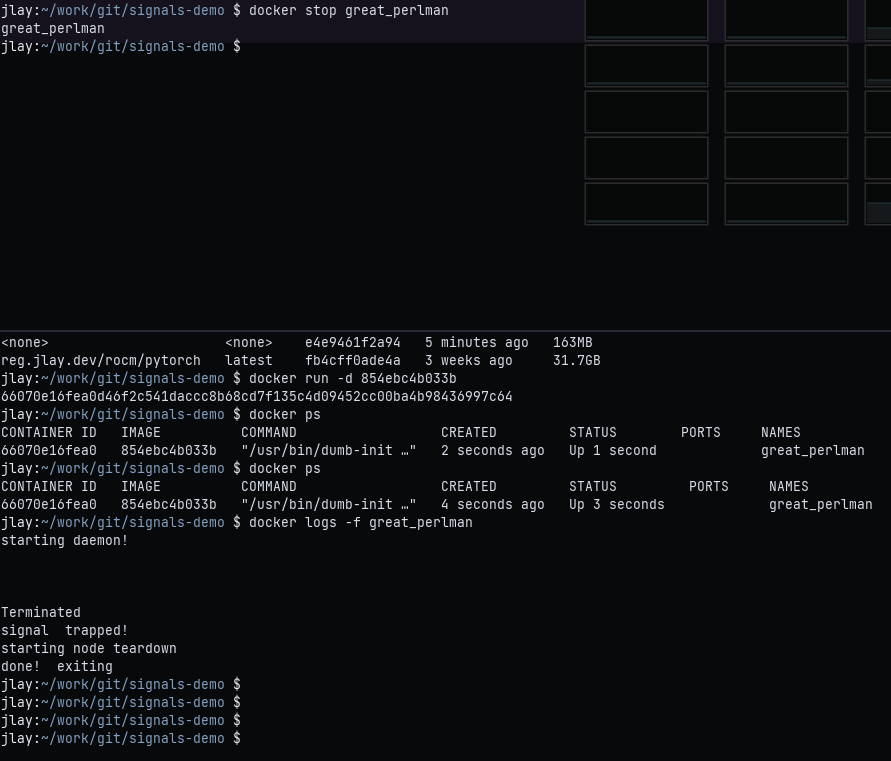 jlay:~/work/git/signals-demo $ docker stop great_perlman
great_perlman
jlay:~/work/git/signals-demo $
<none>                      <none>    e4e9461f2a94   5 minutes ago   163MB
reg.jlay.dev/rocm/pytorch   latest    fb4cff0ade4a   3 weeks ago     31.7GB
jlay:~/work/git/signals-demo $ docker run -d 854ebc4b033b
66070e16fea0d46f2c541daccc8b68cd7f135c4d09452cc00ba4b98436997c64
jlay:~/work/git/signals-demo $ docker ps
CONTAINER ID   IMAGE          COMMAND                  CREATED         STATUS        PORTS     NAMES
66070e16fea0   854ebc4b033b   "/usr/bin/dumb-init …"   2 seconds ago   Up 1 second             great_perlman
jlay:~/work/git/signals-demo $ docker ps
CONTAINER ID   IMAGE          COMMAND                  CREATED         STATUS         PORTS     NAMES
66070e16fea0   854ebc4b033b   "/usr/bin/dumb-init …"   4 seconds ago   Up 3 seconds             great_perlman
jlay:~/work/git/signals-demo $ docker logs -f great_perlman
starting daemon!
Terminated
signal  trapped!
starting node teardown
done!  exiting
jlay:~/work/git/signals-demo $
jlay:~/work/git/signals-demo $
jlay:~/work/git/signals-demo $
jlay:~/work/git/signals-demo $